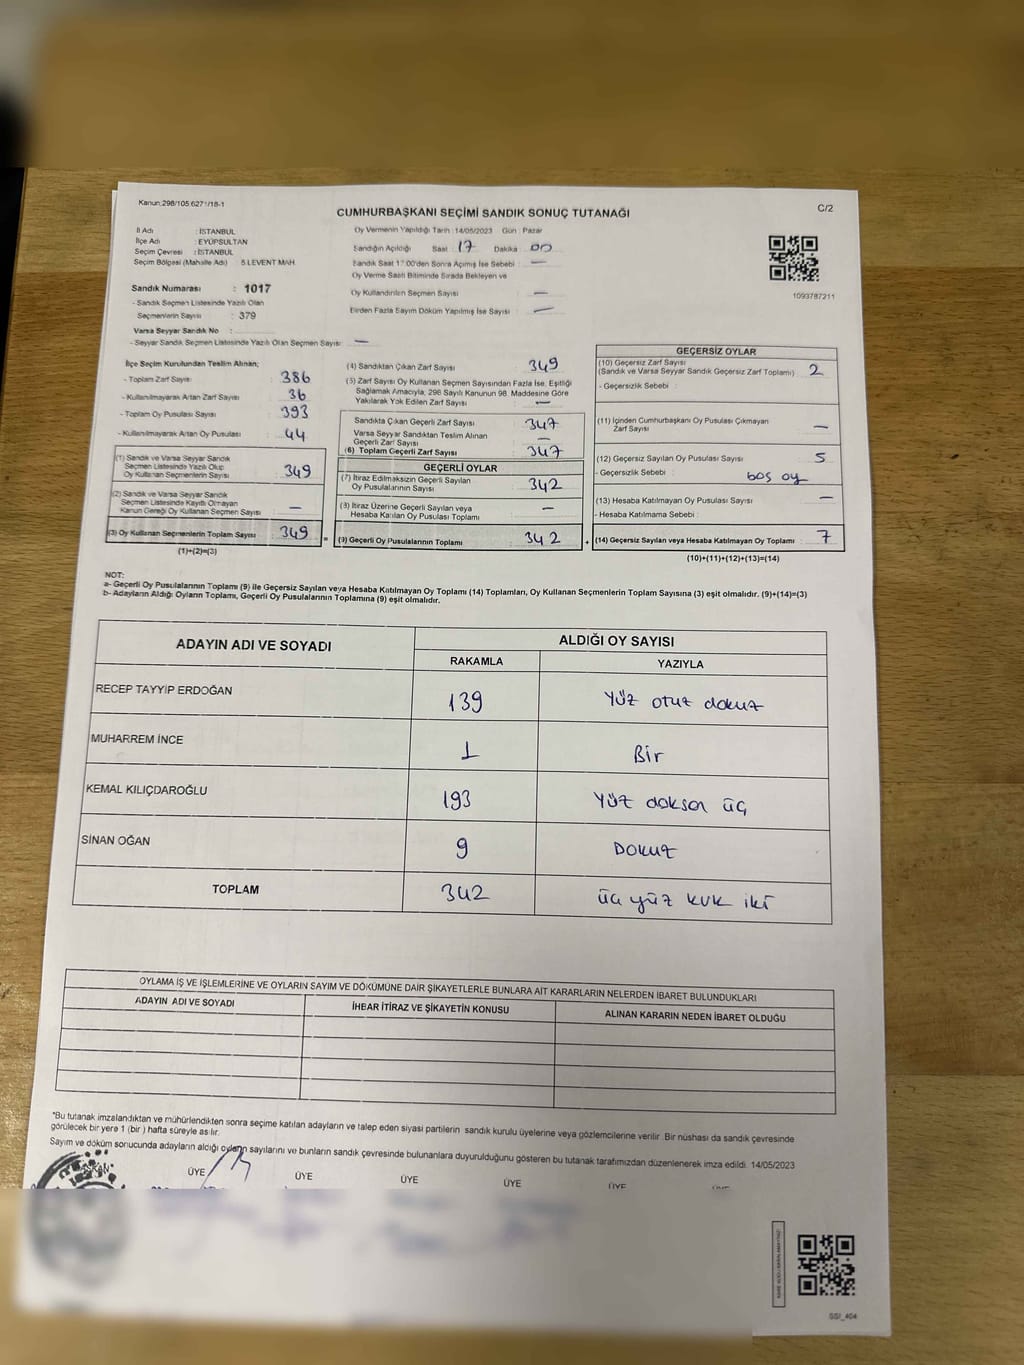 Kanun:298/105 6271/18-1
C/2
CUMHURBAŞKANI SEÇİMİ SANDIK SONUÇ TUTANAĞI
İl Adı : İSTANBUL
İlçe Adı : EYÜPSULTAN
Seçim Çevresi : İSTANBUL
Seçim Bölgesi (Mahalle Adı) 5.LEVENT MAH.
Sandık Numarası : 1017
- Sandık Seçmen Listesinde Yazılı Olan
Seçmenlerin Sayısı : 379
Varsa Seyyar Sandık No :
- Seyyar Sandık Seçmen Listesinde Yazılı Olan Seçmen Sayısı —
Oy Vermenin Yapıldığı Tarih :14/05/2023 Gün : Pazar
Sandığın Açıldığı Saat : 17 Dakika : 00
Sandık Saat 17:00'den Sonra Açımış İse Sebebi : —
Oy Verme Saati Bitiminde Sırada Bekleyen ve
Oy Kullandırılan Seçmen Sayısı : —
Birden Fazla Sayım Döküm Yapılmış İse Sayısı : —
1093787211
İlçe Seçim Kurulundan Teslim Alınan;
- Toplam Zarf Sayısı : 386
- Kullanılmayarak Artan Zarf Sayısı : 36
- Toplam Oy Pusulası Sayısı : 393
- Kullanılmayarak Artan Oy Pusulası : 44
(1) Sandık ve Varsa Seyyar Sandık
Seçmen Listesinde Yazılı Olup
Oy Kullanan Seçmenlerin Sayısı : 349
(2) Sandık ve Varsa Seyyar Sandık
Seçmen Listesinde Kayıtlı Olmayan
Kanun Gereği Oy Kullanan Seçmen Sayısı : —
(3) Oy Kullanan Seçmenlerin Toplam Sayısı : 349
(1)+(2)=(3)
(4) Sandıktan Çıkan Zarf Sayısı : 349
(5) Zarf Sayısı Oy Kullanan Seçmen Sayısından Fazla İse, Eşitliği
Sağlamak Amacıyla, 298 Sayılı Kanunun 98. Maddesine Göre
Yakılarak Yok Edilen Zarf Sayısı : —
Sandıkta Çıkan Geçerli Zarf Sayısı : 347
Varsa Seyyar Sandıktan Teslim Alınan
Geçerli Zarf Sayısı : —
(6) Toplam Geçerli Zarf Sayısı : 347
GEÇERLİ OYLAR
(7) İtiraz Edilmeksizin Geçerli Sayılan
Oy Pusulalarının Sayısı : 342
(8) İtiraz Üzerine Geçerli Sayılan veya
Hesaba Katılan Oy Pusulası Toplamı : —
= (9) Geçerli Oy Pusulalarının Toplamı : 342
GEÇERSİZ OYLAR
(10) Geçersiz Zarf Sayısı
(Sandık ve Varsa Seyyar Sandık Geçersiz Zarf Toplamı) : 2
- Geçersizlik Sebebi :
(11) İçinden Cumhurbaşkanı Oy Pusulası Çıkmayan
Zarf Sayısı : —
(12) Geçersiz Sayılan Oy Pusulası Sayısı : 5
- Geçersizlik Sebebi : boş oy
(13) Hesaba Katılmayan Oy Pusulası Sayısı : —
- Hesaba Katılmama Sebebi :
+ (14) Geçersiz Sayılan veya Hesaba Katılmayan Oy Toplamı : 7
(10)+(11)+(12)+(13)=(14)
NOT:
a- Geçerli Oy Pusulalarının Toplamı (9) ile Geçersiz Sayılan veya Hesaba Katılmayan Oy Toplamı (14) Toplamları, Oy Kullanan Seçmenlerin Toplam Sayısına (3) eşit olmalıdır. (9)+(14)=(3)
b- Adayların Aldığı Oyların Toplamı, Geçerli Oy Pusulalarının Toplamına (9) eşit olmalıdır.
ADAYIN ADI VE SOYADI ALDIĞI OY SAYISI
RAKAMLA YAZIYLA
RECEP TAYYİP ERDOĞAN 139 Yüz otuz dokuz
MUHARREM İNCE 1 Bir
KEMAL KILIÇDAROĞLU 193 Yüz doksan üç
SİNAN OĞAN 9 Dokuz
TOPLAM 342 üç yüz kırk iki
OYLAMA İŞ VE İŞLEMLERİNE VE OYLARIN SAYIM VE DÖKÜMÜNE DAİR ŞİKAYETLERLE BUNLARA AİT KARARLARIN NELERDEN İBARET BULUNDUKLARI
ADAYIN ADI VE SOYADI İHBAR İTİRAZ VE ŞİKAYETİN KONUSU ALINAN KARARIN NEDEN İBARET OLDUĞU
*Bu tutanak imzalandıktan ve mühürlendikten sonra seçime katılan adayların ve talep eden siyasi partilerin sandık kurulu üyelerine veya gözlemcilerine verilir. Bir nüshası da sandık çevresinde
görülecek bir yere 1 (bir ) hafta süreyle asılır.
Sayım ve döküm sonucunda adayların aldığı oyların sayılarını ve bunların sandık çevresinde bulunanlara duyurulduğunu gösteren bu tutanak tarafımızdan düzenlenerek imza edildi. 14/05/2023
BAŞKAN ÜYE ÜYE ÜYE ÜYE ÜYE
SSI_404